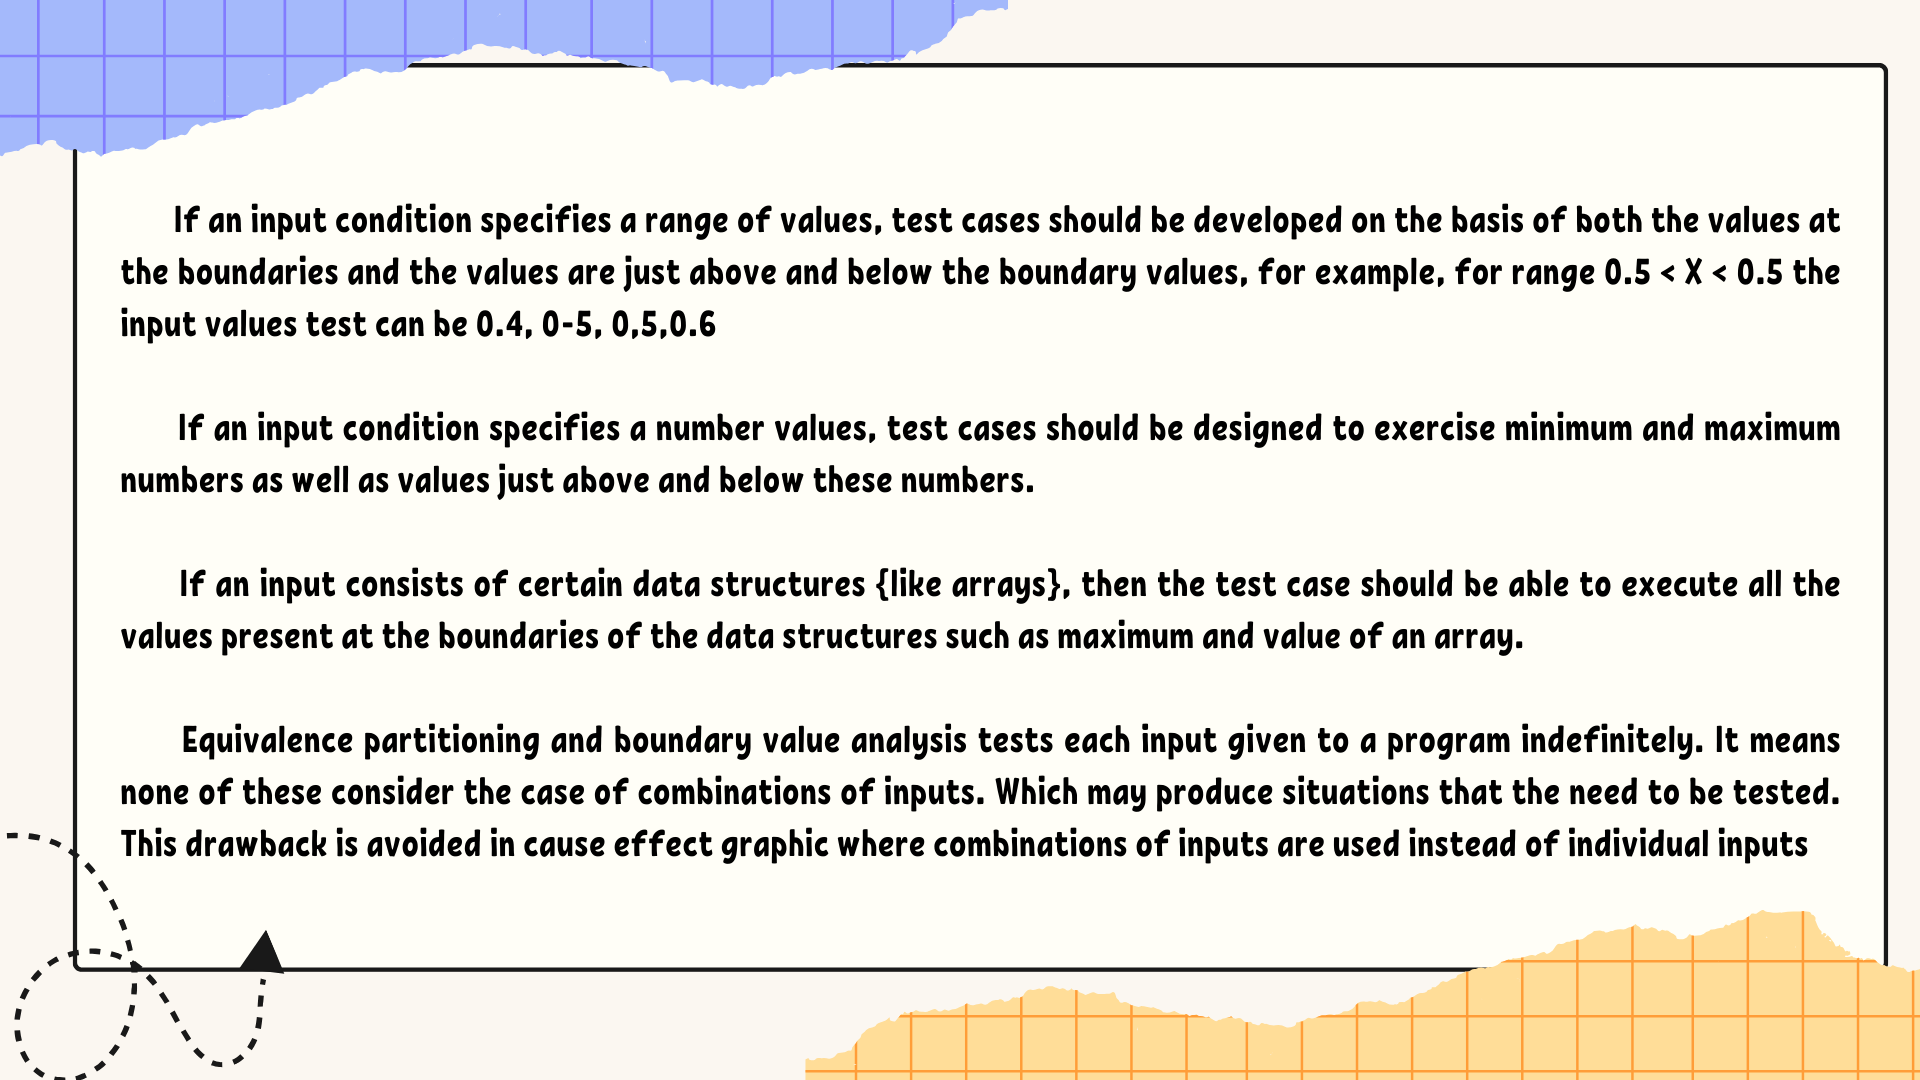 If an input condition specifies a range of values, test cases should be developed on the basis of both the values at
the boundaries and the values are just above and below the boundary values, for example, for range 0.5 < X < 0.5 the
input values test can be 0.4, 0-5, 0,5,0.6
If an input condition specifies a number values, test cases should be designed to exercise minimum and maximum
numbers as well as values just above and below these numbers.
If an input consists of certain data structures {like arrays}, then the test case should be able to execute all the
values present at the boundaries of the data structures such as maximum and value of an array.
Equivalence partitioning and boundary value analysis tests each input given to a program indefinitely. It means
none of these consider the case of combinations of inputs. Which may produce situations that the need to be tested.
This drawback is avoided in cause effect graphic where combinations of inputs are used instead of individual inputs